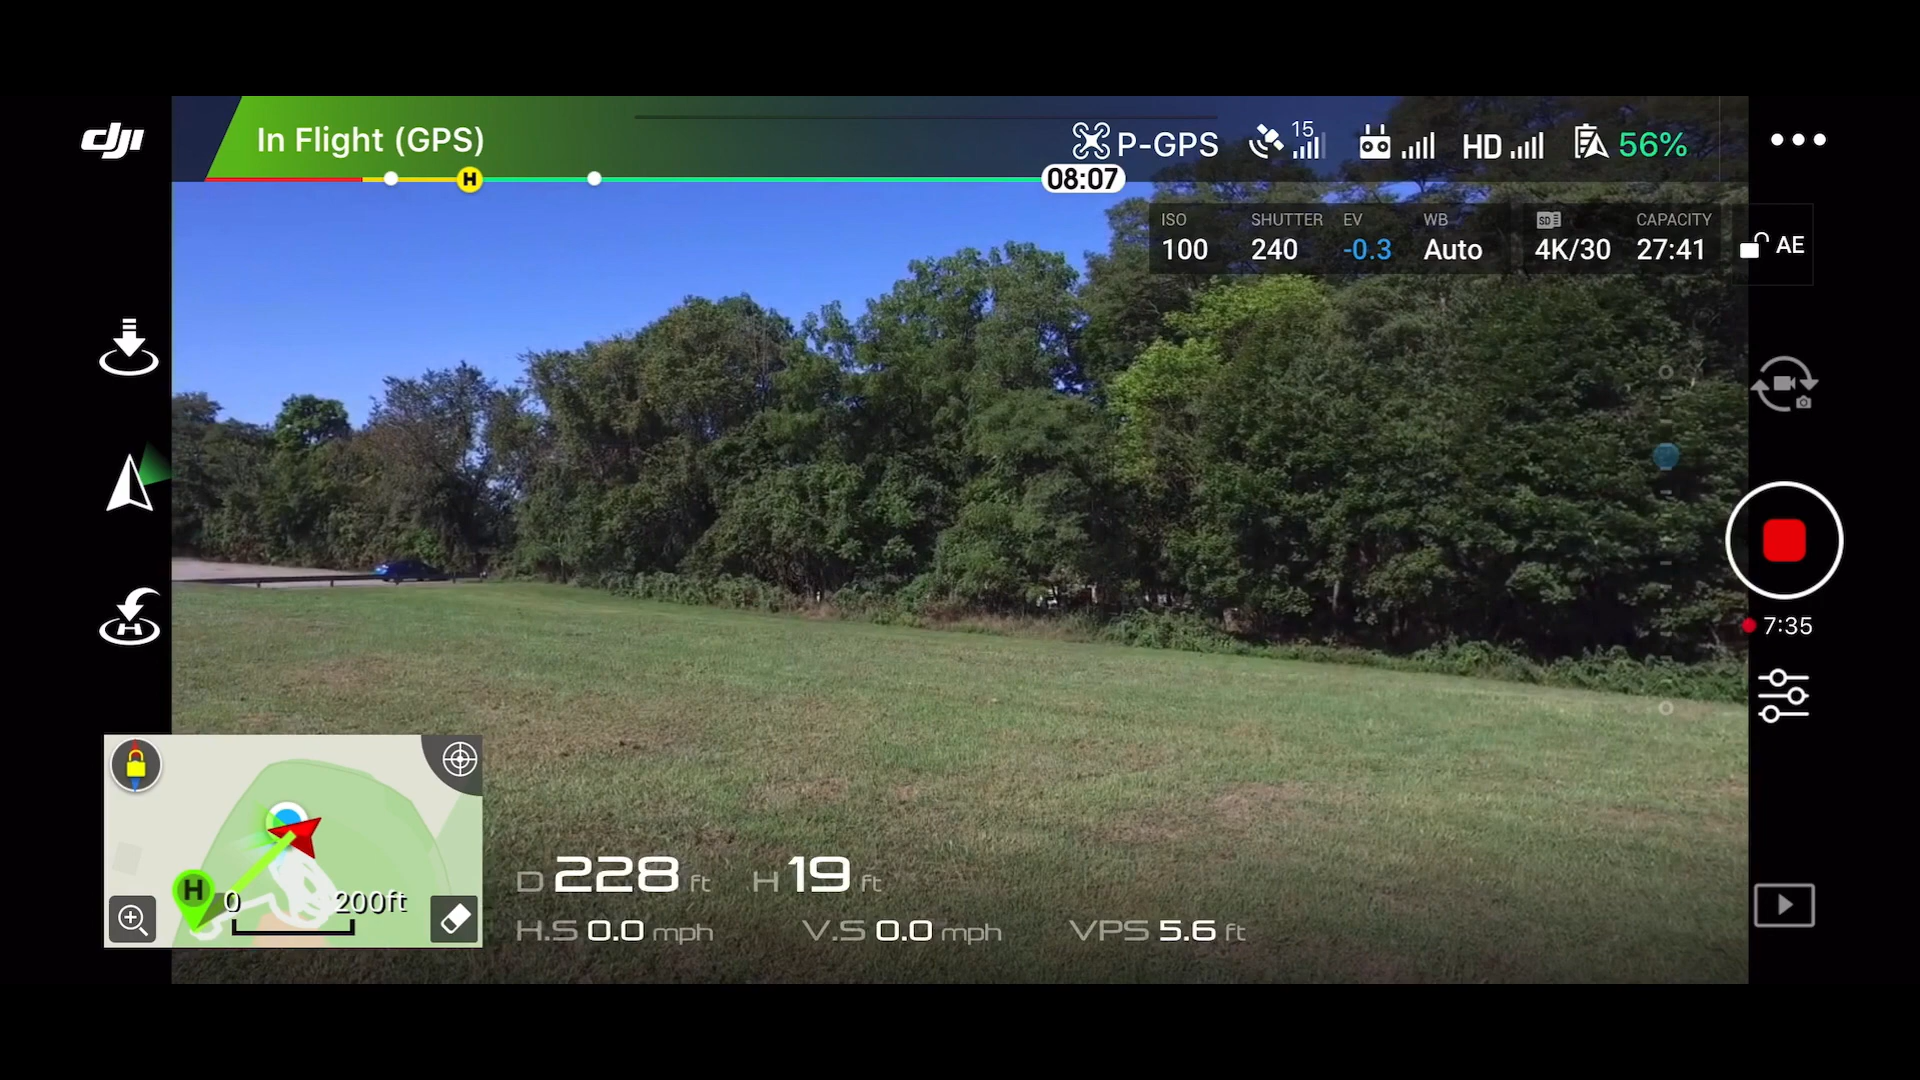 dji
In Flight (GPS)
P-GPS
15
HD
56%
H
08:07
ISO
100
SHUTTER
240
EV
-0.3
WB
Auto
SD
4K/30
CAPACITY
27:41
AE
7:35
H
H
0
200ft
D 228 ft
H 19 ft
H.S 0.0 mph
V.S 0.0 mph
VPS 5.6 ft